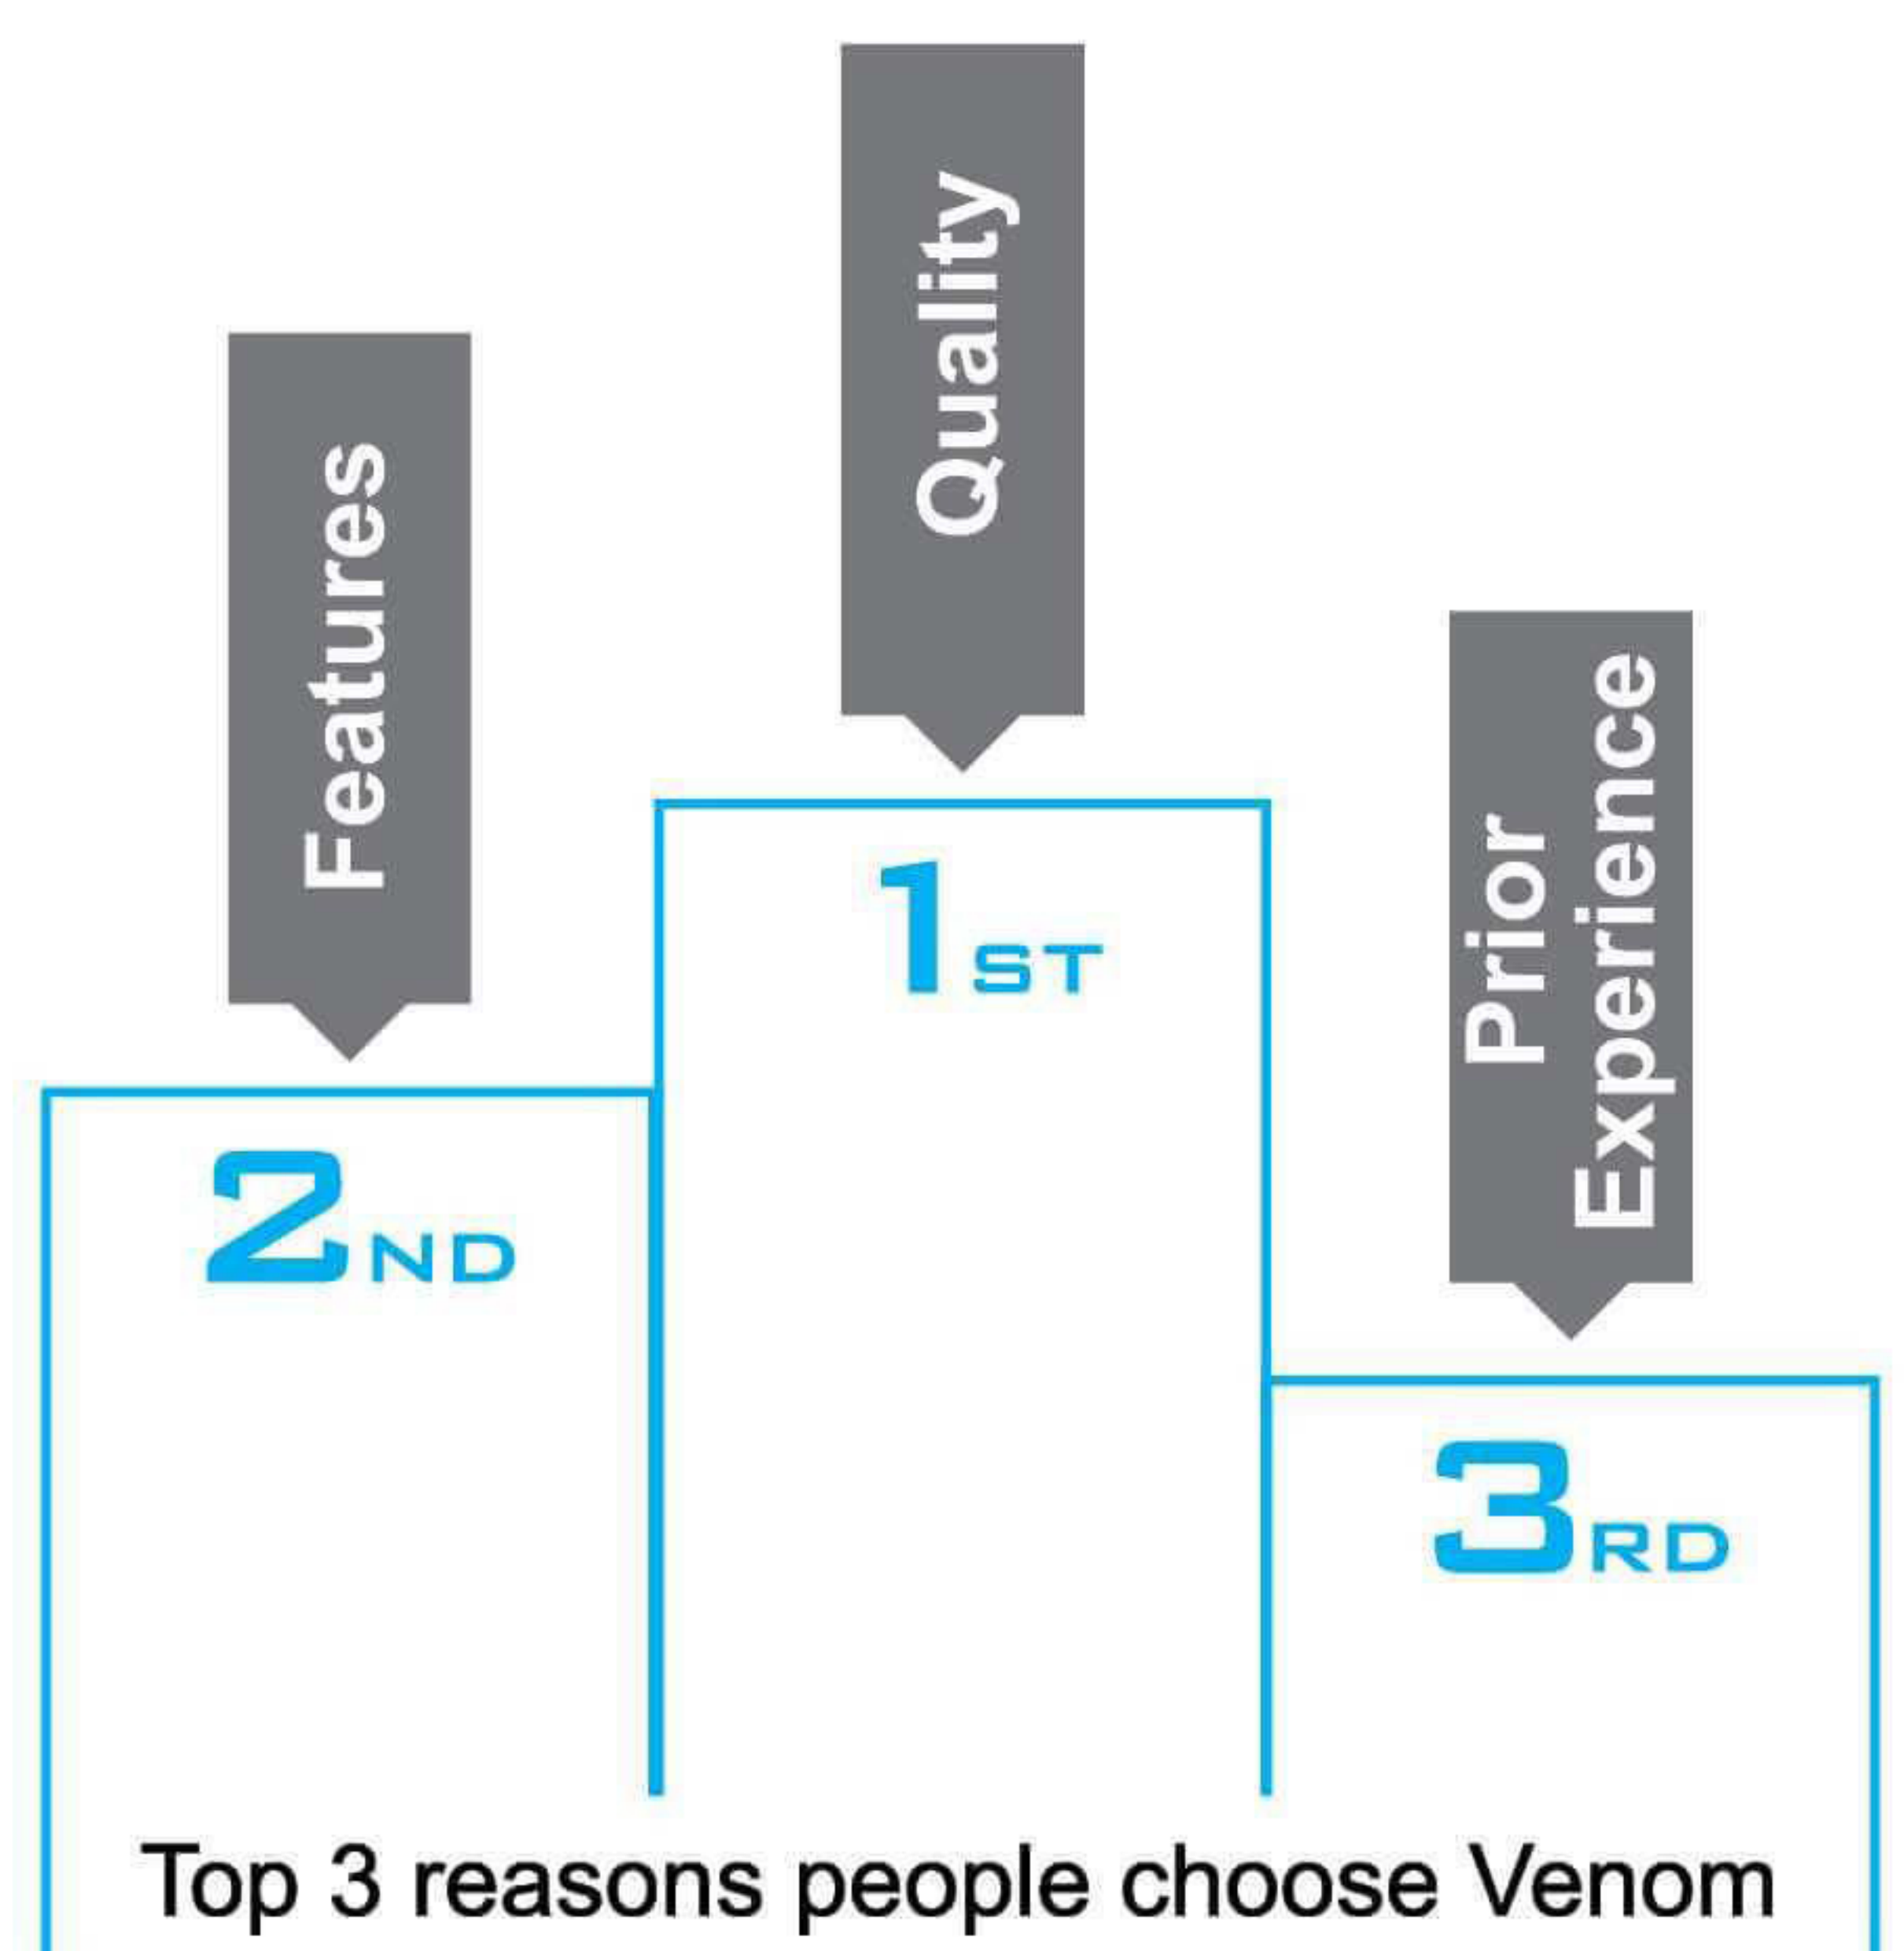 Quality
Features
Prior
Experience
1ST
2ND
3RD
Top 3 reasons people choose Venom